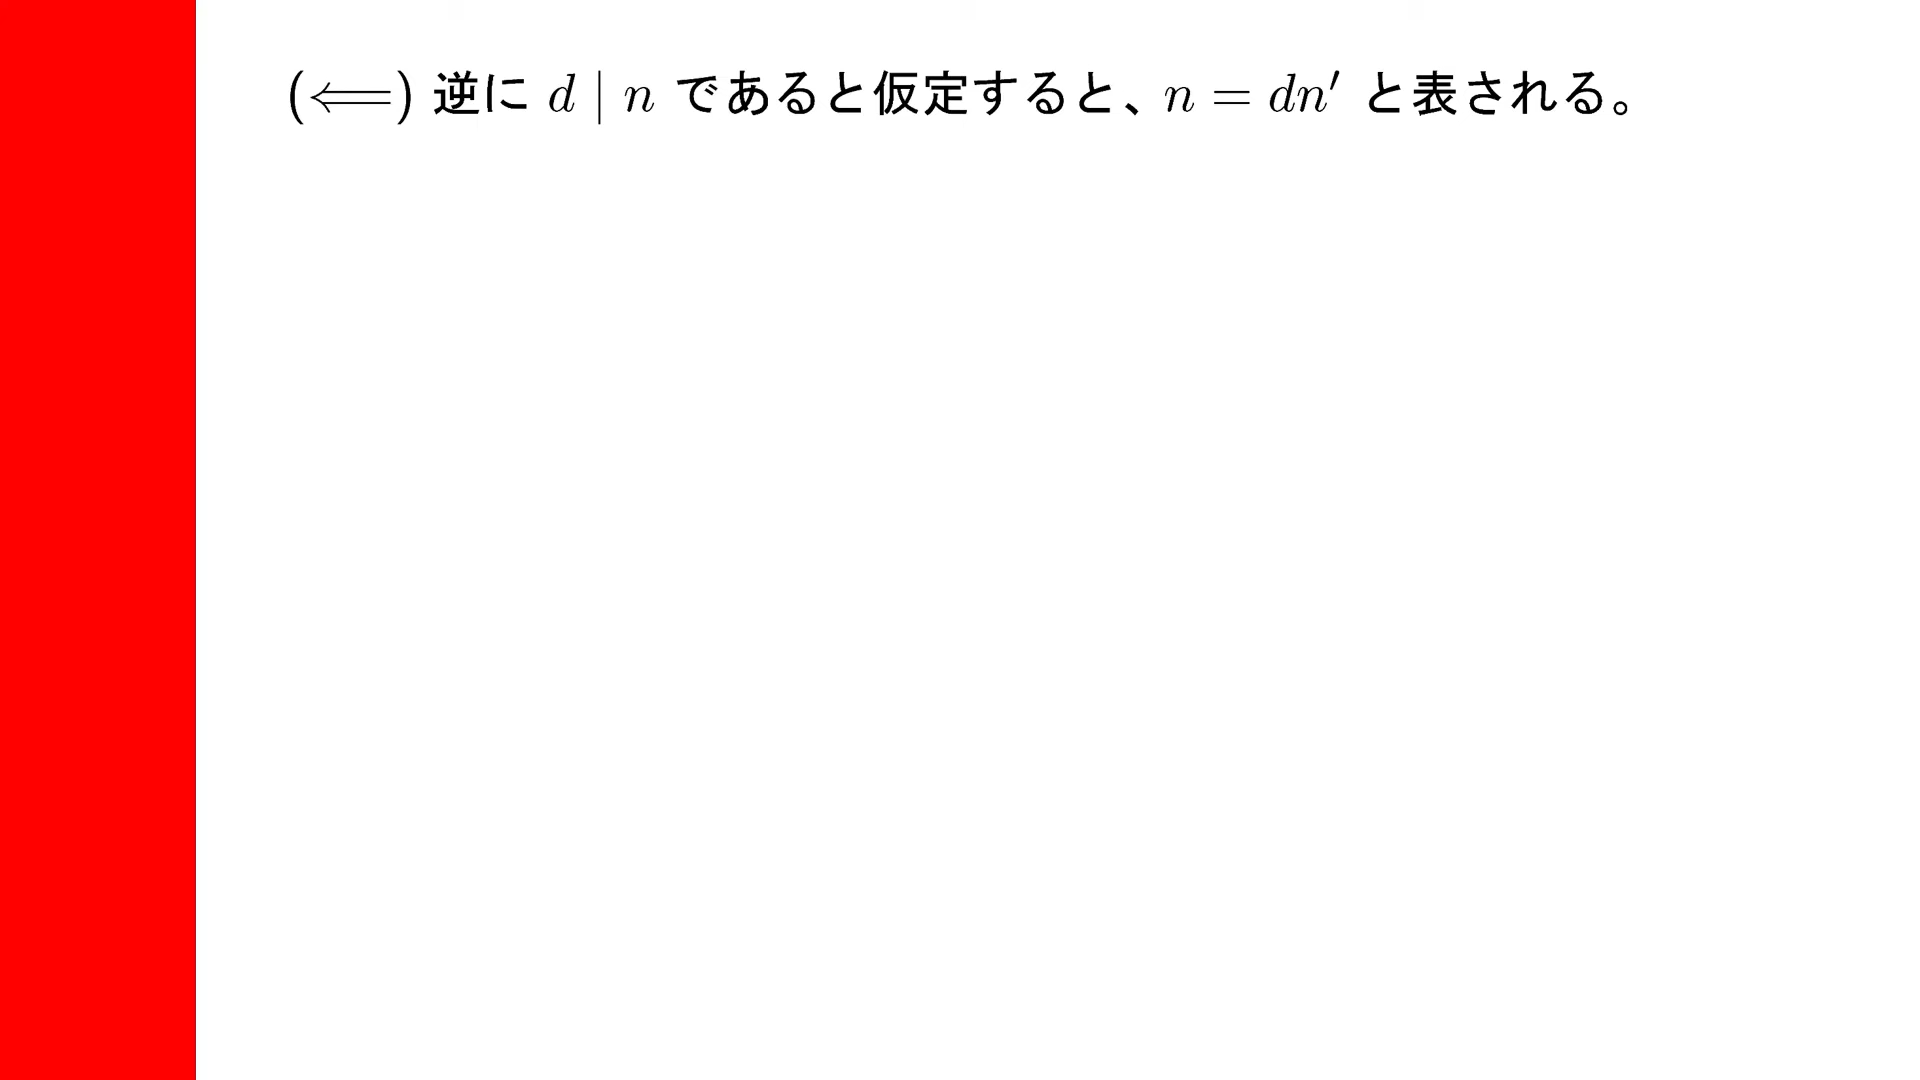 (⟸) 逆に d | n であると仮定すると、n = dn′ と表される。